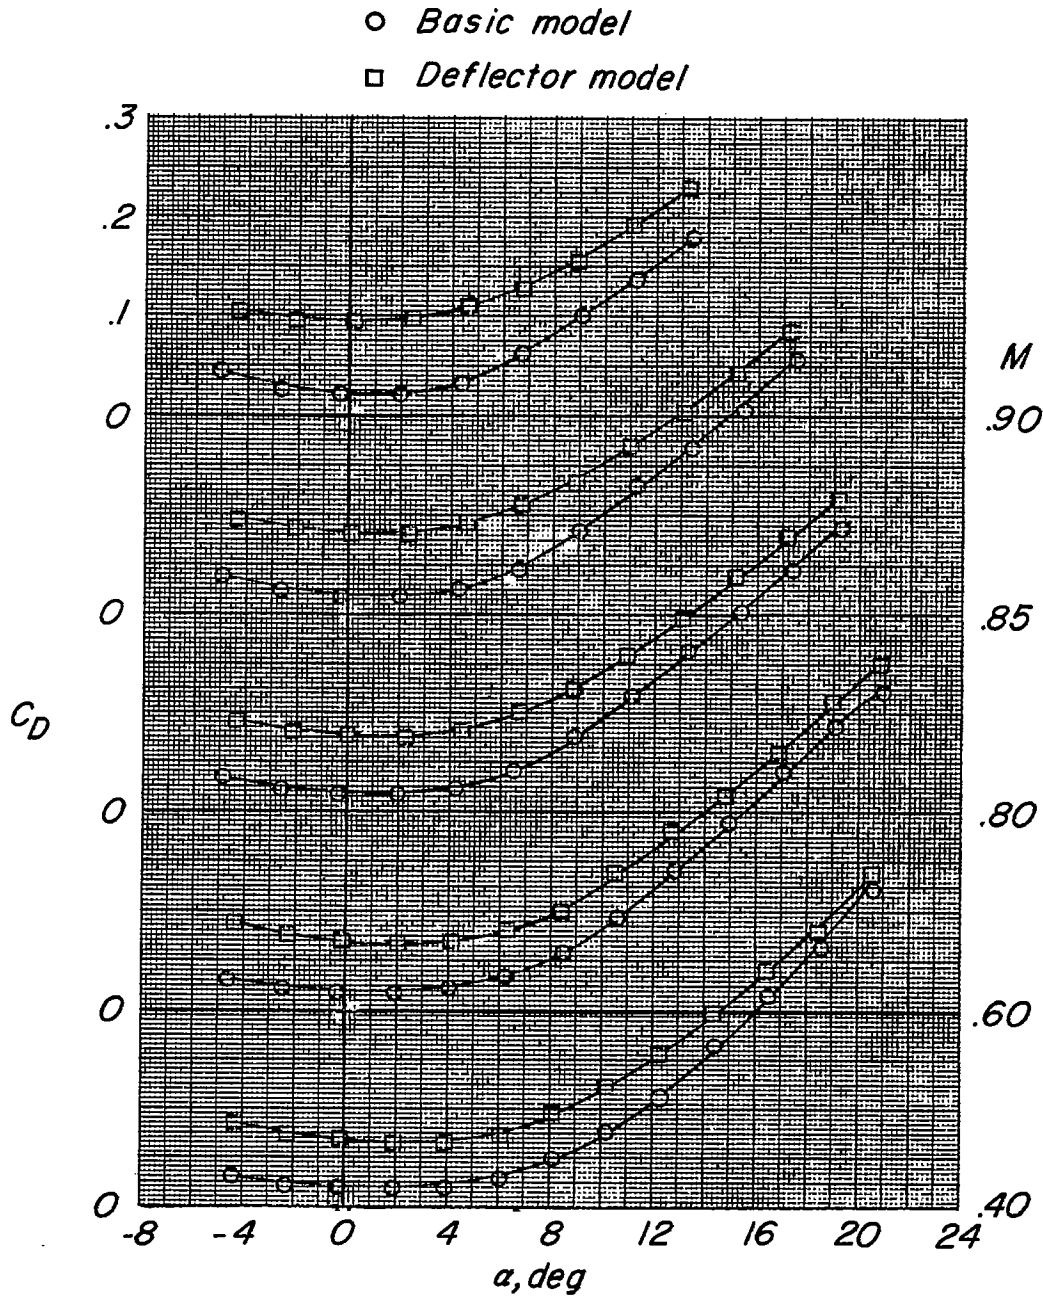 Basic model
Deflector model
.3
.2
.1
M
0 .90
0 .85
C_D
0 .80
0 .60
0 .40
-8 -4 0 4 8 12 16 20 24
α, deg